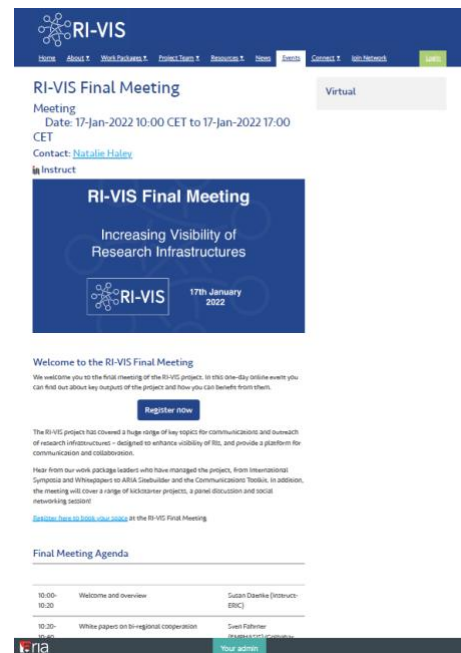 RI-VIS
Home About Work Packages Project Team Resources News Events Connect Join Network Login
RI-VIS Final Meeting
Meeting
Date: 17-Jan-2022 10:00 CET to 17-Jan-2022 17:00
CET
Contact: Natalie Haley
Instruct
Virtual
RI-VIS Final Meeting
Increasing Visibility of
Research Infrastructures
RI-VIS
17th January
2022
Welcome to the RI-VIS Final Meeting
We welcome you to the final meeting of the RI-VIS project. In this one-day online event you
can find out about key outputs of the project and how you can benefit from them.
Register now
The RI-VIS project has covered a huge range of key topics for communications and outreach
of research infrastructures – designed to enhance visibility of RIs, and provide a platform for
communication and collaboration.
Hear from our work package leaders who have managed the project, from International
Symposia and Whitepapers to ARIA Sitebuilder and the Communications Toolkit. In addition,
the meeting will cover a range of kickstarter projects, a panel discussion and social
networking session!
Register here to book your space at the RI-VIS Final Meeting
Final Meeting Agenda
10:00-
10:20
Welcome and overview
Susan Daenke (Instruct-
ERIC)
10:20-
10:40
White papers on bi-regional cooperation
Sven Fahrner
aria
Your admin